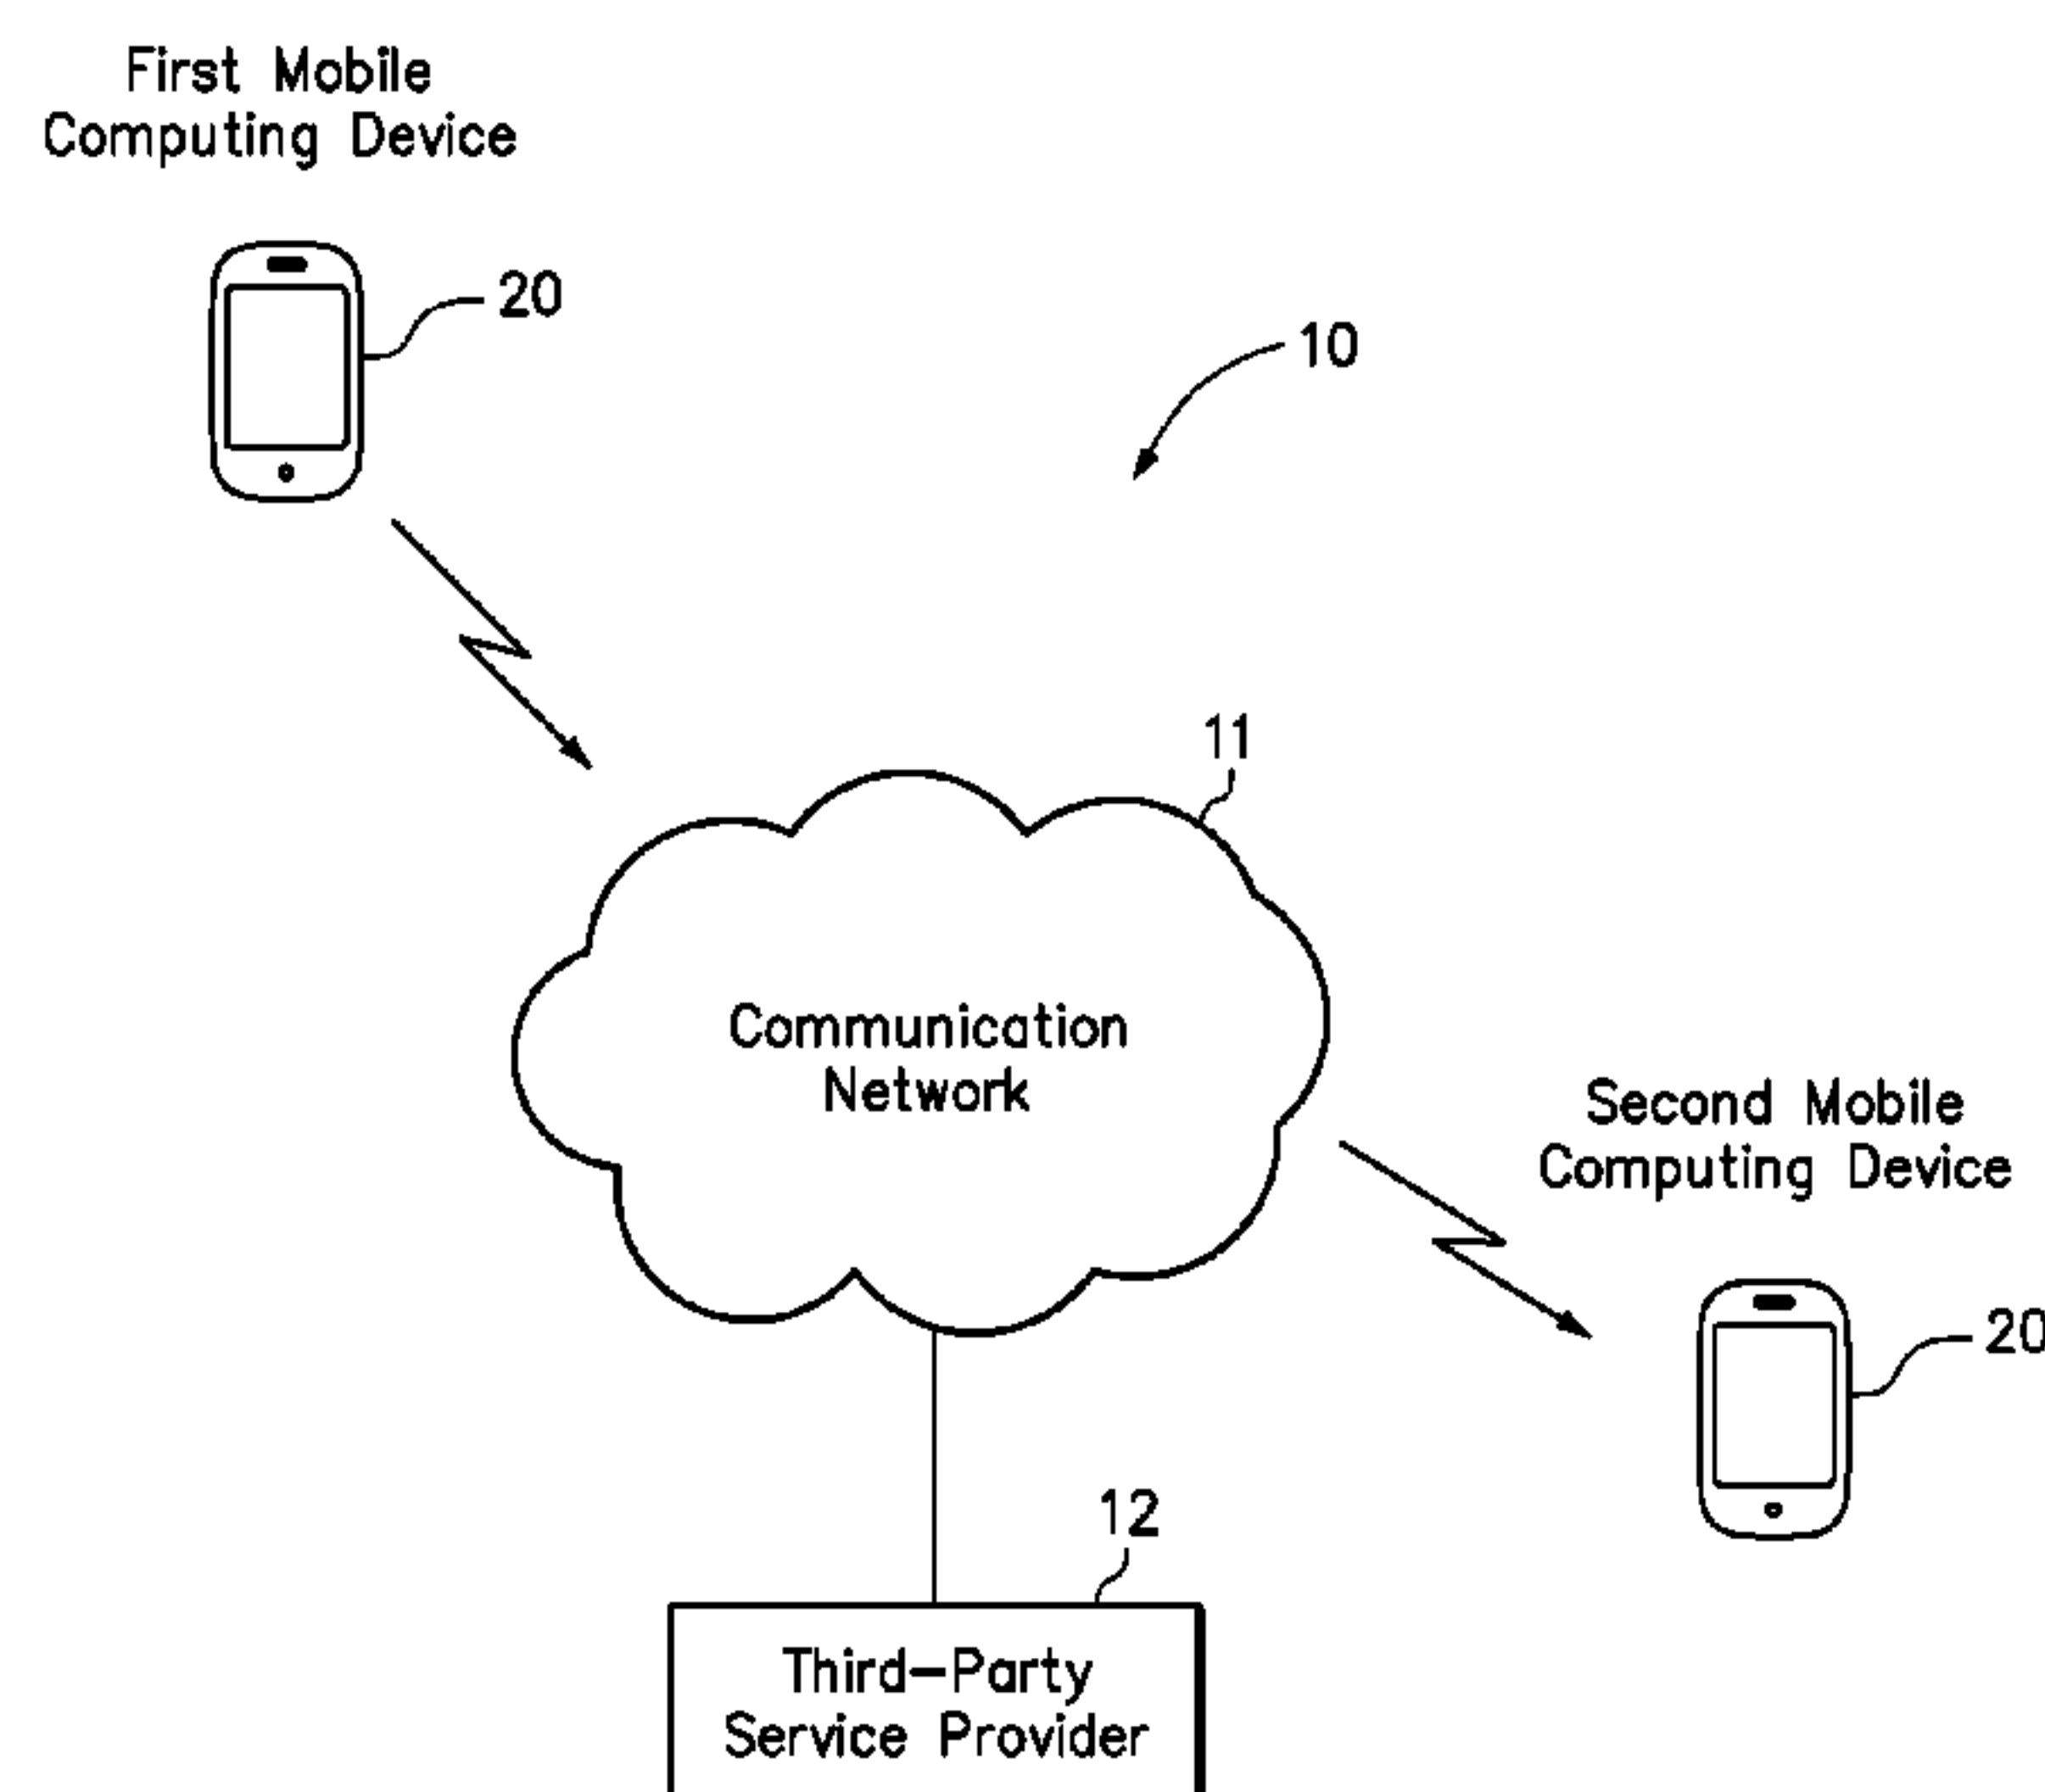 First Mobile
Computing Device
20
10
11
Communication
Network
Second Mobile
Computing Device
20
12
Third-Party
Service Provider